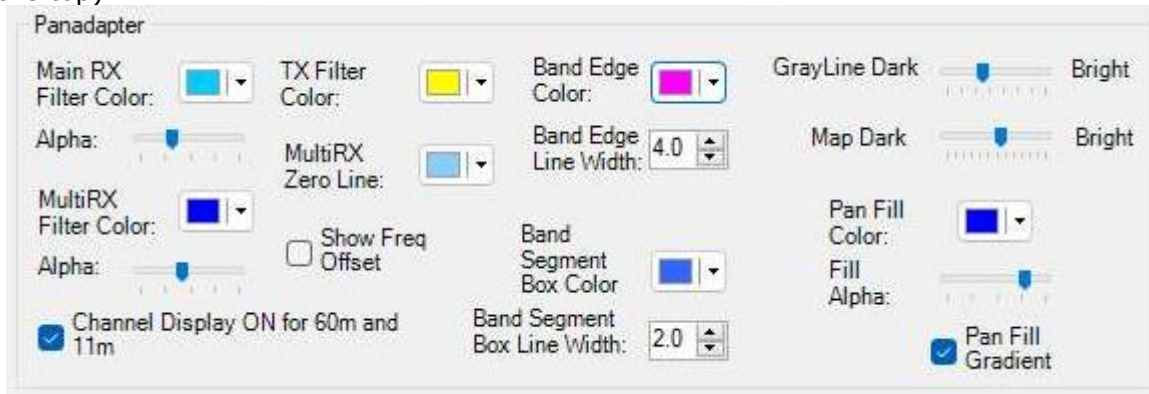 Panadapter
Main RX
Filter Color:
TX Filter
Color:
Band Edge
Color:
GrayLine Dark
Bright
Alpha:
MultiRX
Zero Line:
Band Edge
Line Width:
4.0
Map Dark
Bright
MultiRX
Filter Color:
Show Freq
Offset
Band
Segment
Box Color
Pan Fill
Color:
Alpha:
Fill
Alpha:
Channel Display ON for 60m and
11m
Band Segment
Box Line Width:
2.0
Pan Fill
Gradient